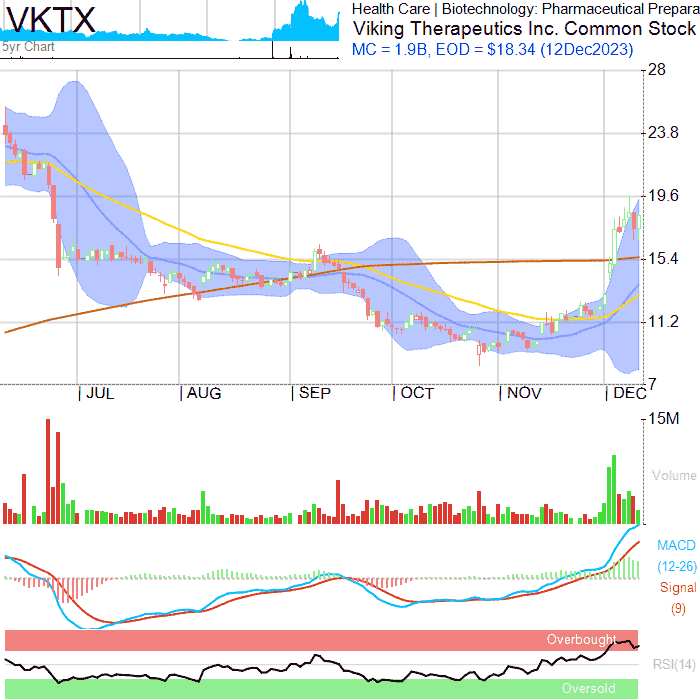 VKTX
5yr Chart
Health Care | Biotechnology: Pharmaceutical Prepara
Viking Therapeutics Inc. Common Stock
MC = 1.9B, EOD = $18.34 (12Dec2023)
28
23.8
19.6
15.4
11.2
7
| JUL | AUG | SEP | OCT | NOV | DEC
15M
Volume
MACD
(12-26)
Signal
(9)
Overbought
RSI(14)
Oversold